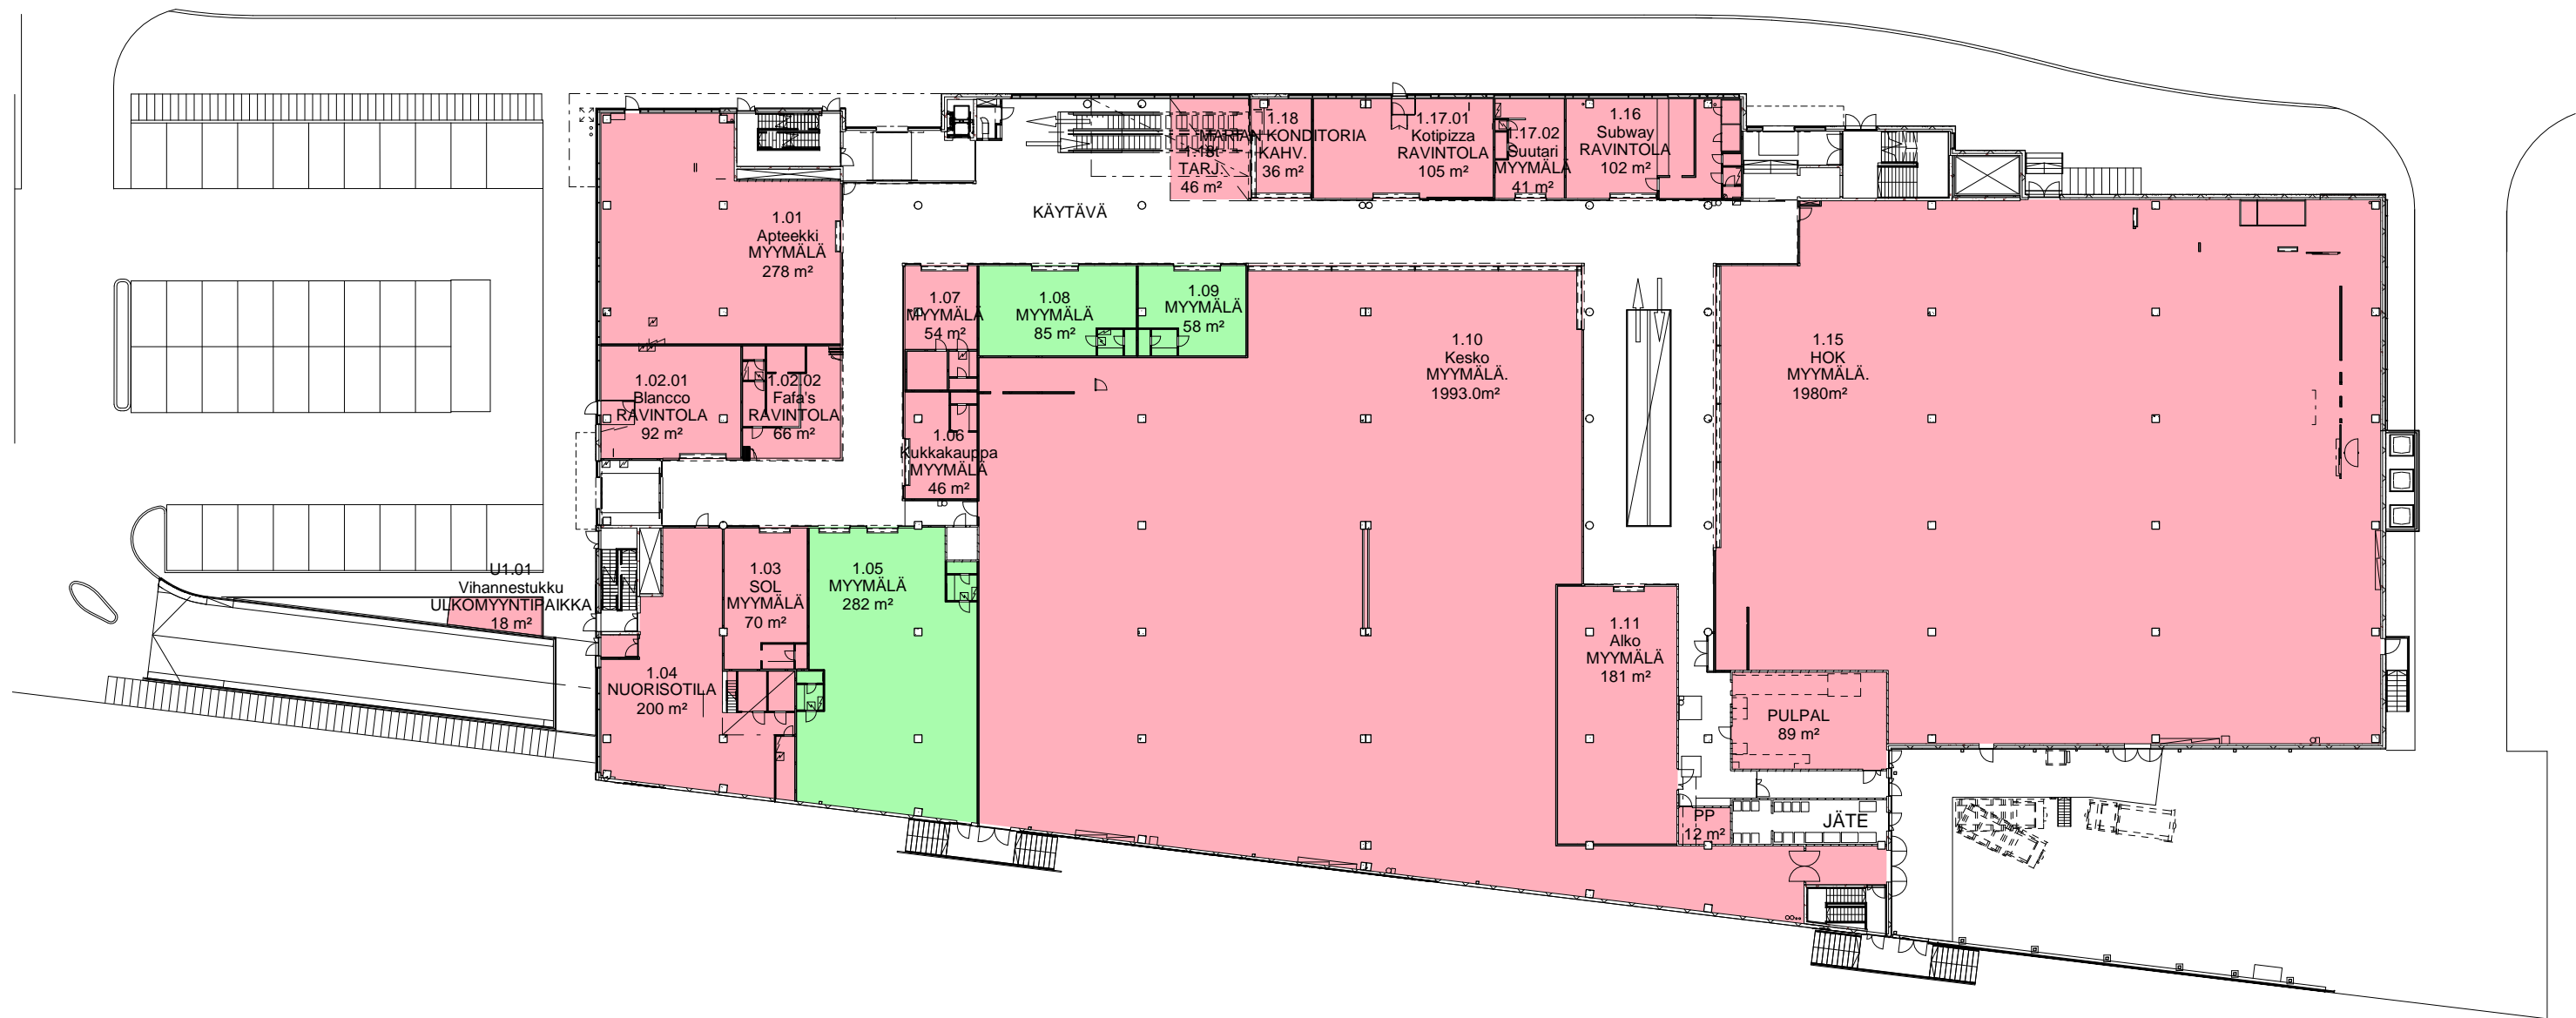 1.01
Apteekki
MYYMÄLÄ
278 m²
KÄYTÄVÄ
1.18
MARIAN KONDITORIA
KAHV.
36 m²
TARJ.
46 m²
1.17.01
Kotipizza
RAVINTOLA
105 m²
1.17.02
Suutari
MYYMÄLÄ
41 m²
1.16
Subway
RAVINTOLA
102 m²
1.07
MYYMÄLÄ
54 m²
1.08
MYYMÄLÄ
85 m²
1.09
MYYMÄLÄ
58 m²
1.10
Kesko
MYYMÄLÄ.
1993.0m²
1.15
HOK
MYYMÄLÄ.
1980m²
1.02.01
Blancco
RAVINTOLA
92 m²
1.02.02
Fafa's
RAVINTOLA
66 m²
1.06
Kukkakauppa
MYYMÄLÄ
46 m²
U1.01
Vihannestukku
ULKOMYYNTIPAIKKA
18 m²
1.03
SOL
MYYMÄLÄ
70 m²
1.05
MYYMÄLÄ
282 m²
1.04
NUORISOTILA
200 m²
1.11
Alko
MYYMÄLÄ
181 m²
PULPAL
89 m²
PP
12 m²
JÄTE